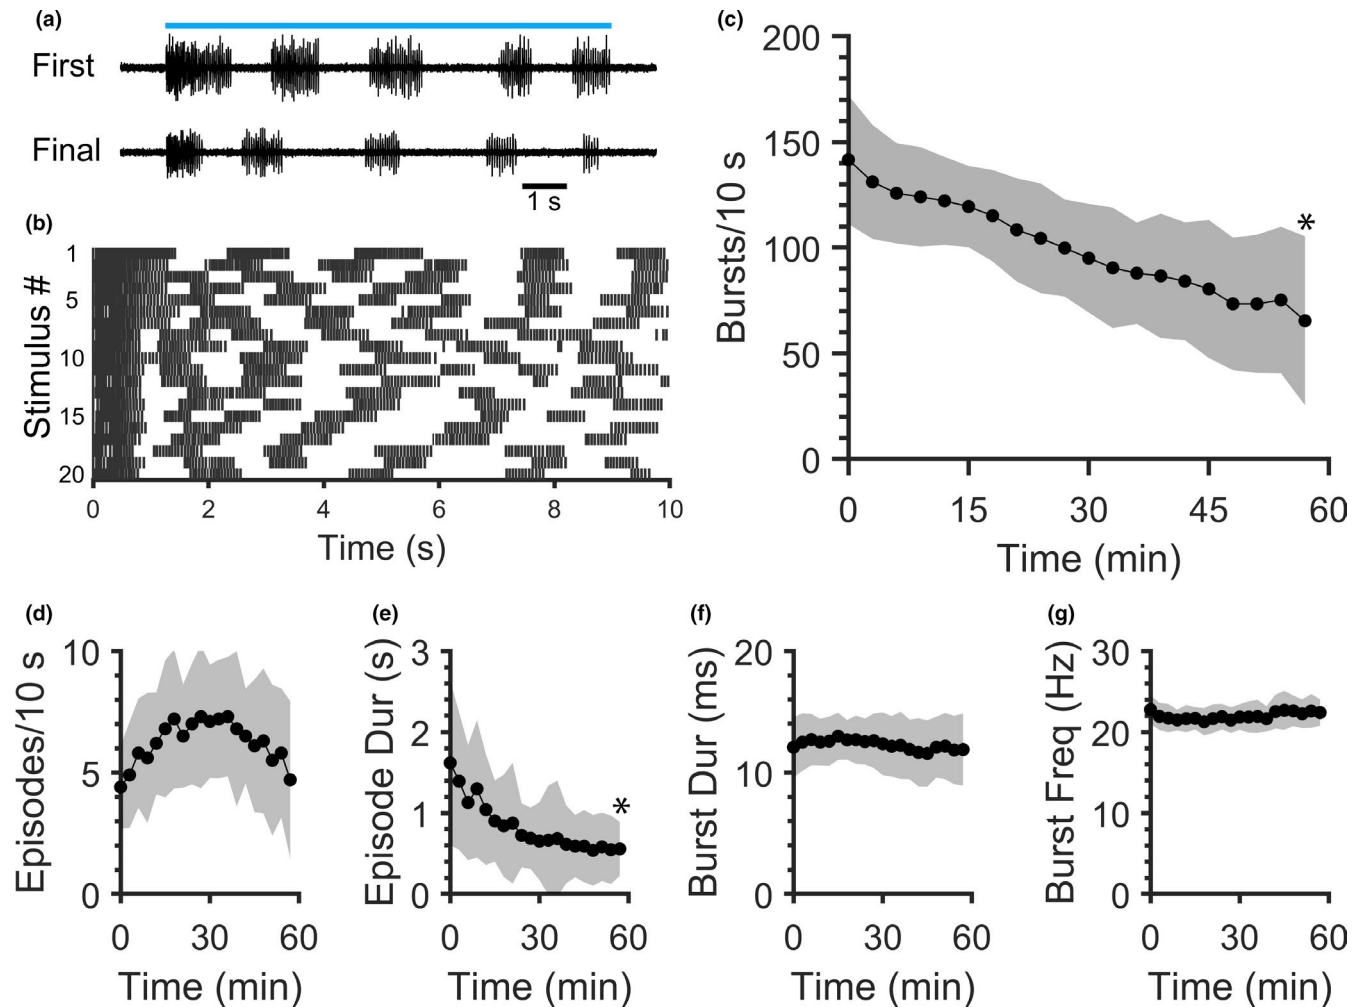 (a)
First
Final
1 s
(b)
Stimulus #
1
5
10
15
20
0 2 4 6 8 10
Time (s)
(c)
Bursts/10 s
200
150
100
50
0
*
0 15 30 45 60
Time (min)
(d)
Episodes/10 s
10
5
0
0 30 60
Time (min)
(e)
Episode Dur (s)
3
2
1
0
*
0 30 60
Time (min)
(f)
Burst Dur (ms)
20
10
0
0 30 60
Time (min)
(g)
Burst Freq (Hz)
30
20
10
0
0 30 60
Time (min)